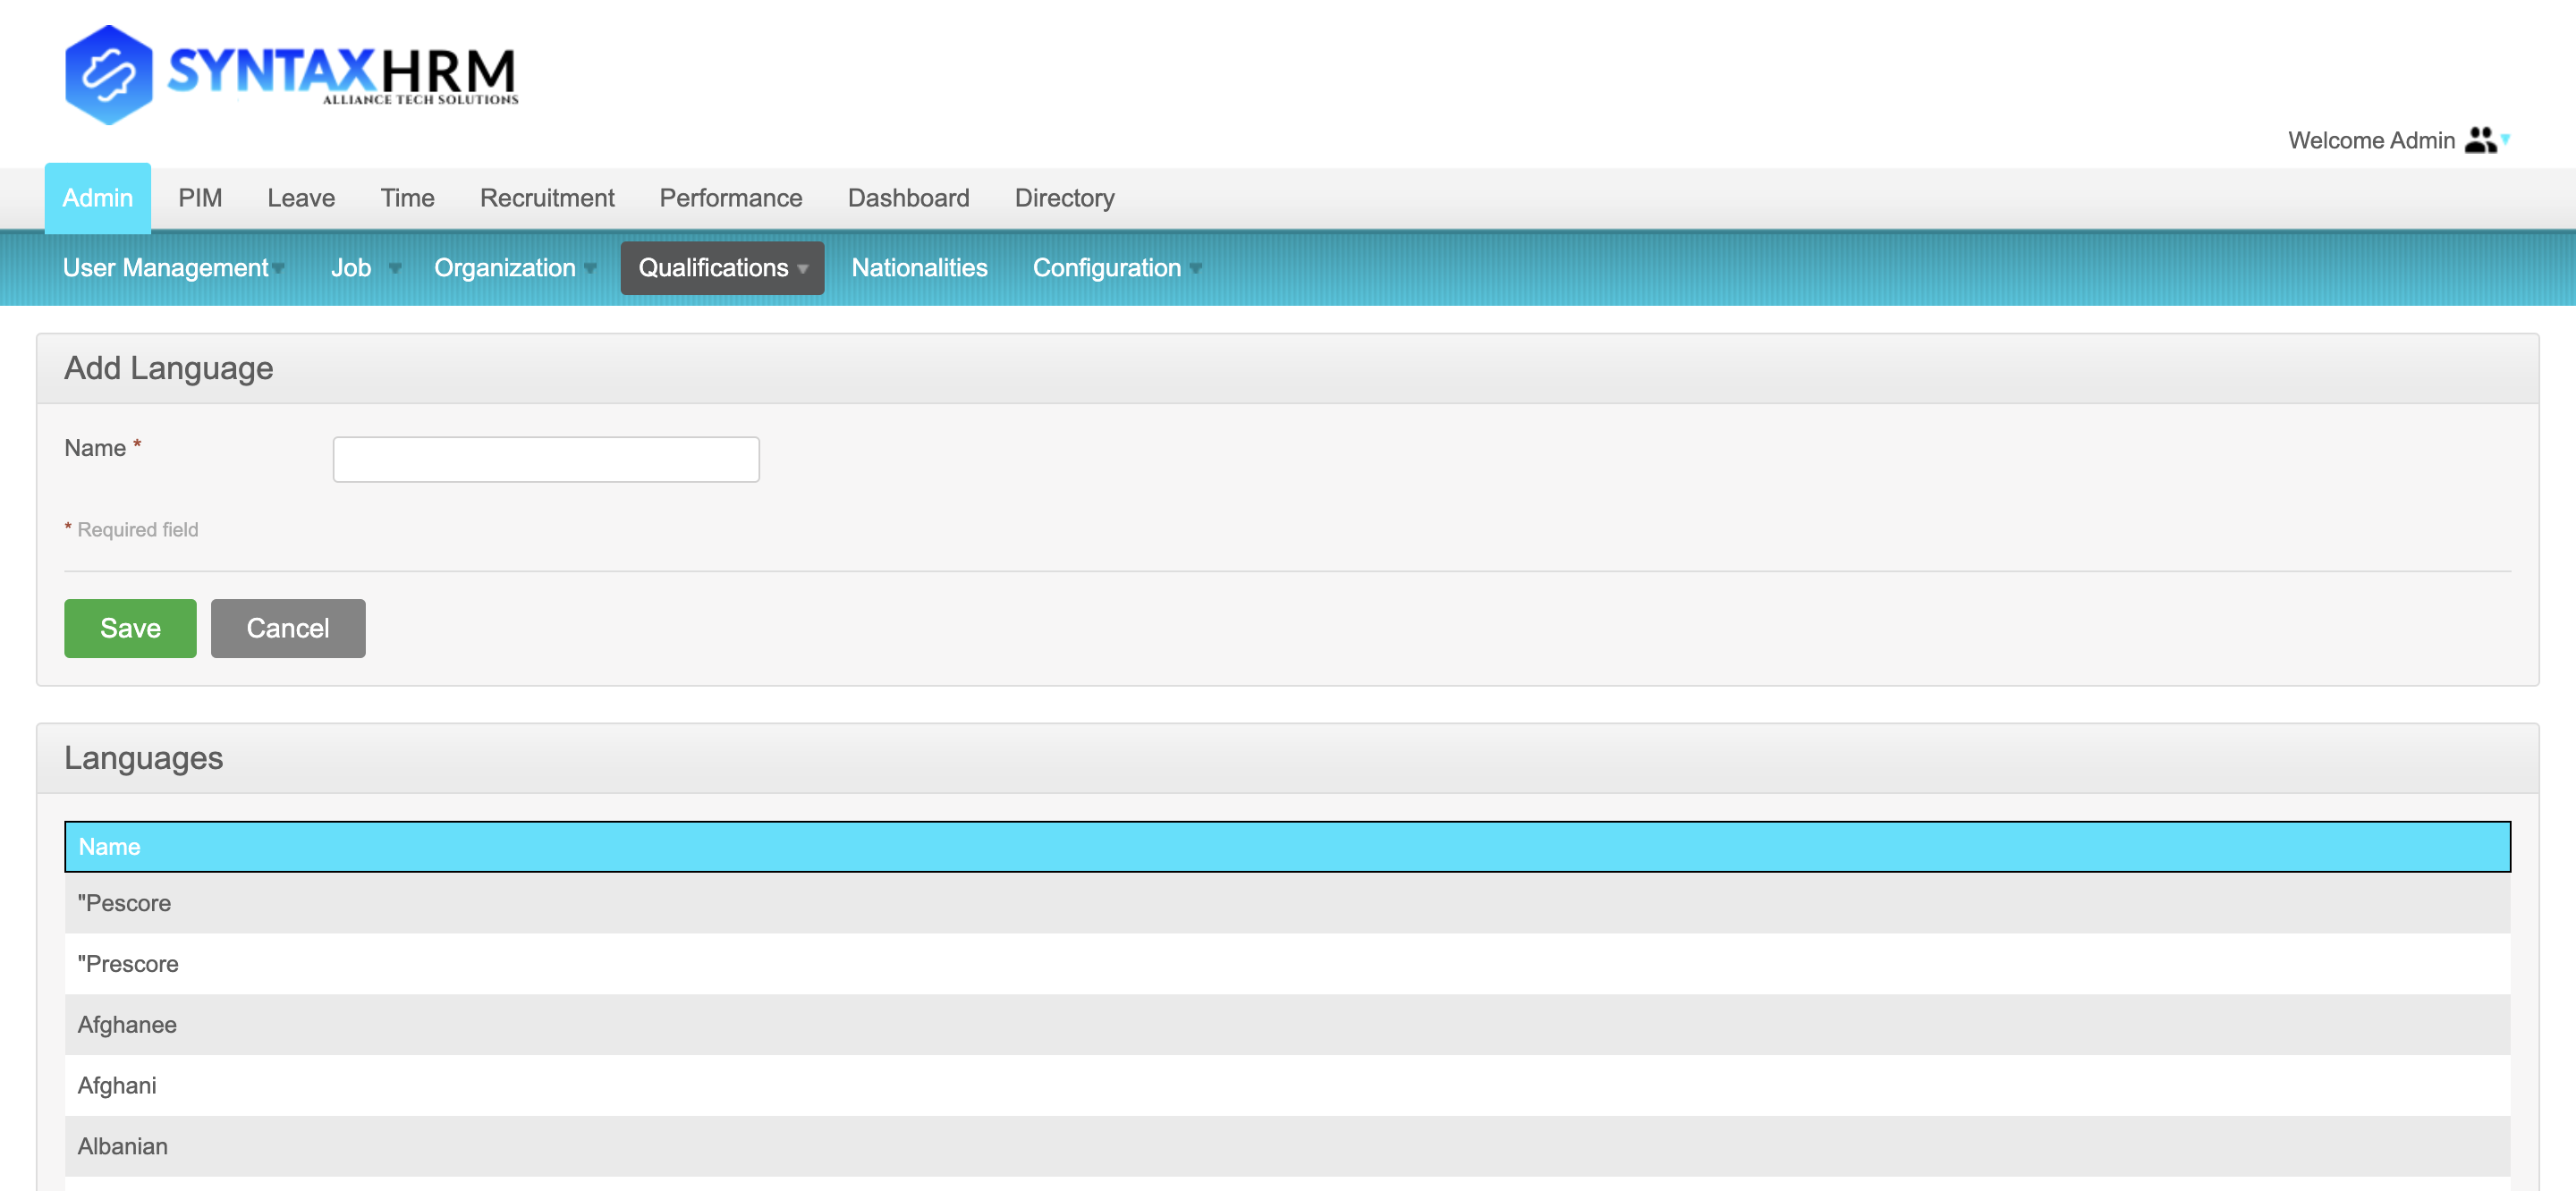 SYNTAXHRM
ALLIANCE TECH SOLUTIONS
Welcome Admin
Admin PIM Leave Time Recruitment Performance Dashboard Directory
User Management Job Organization Qualifications Nationalities Configuration
Add Language
Name *
* Required field
Save Cancel
Languages
Name
"Pescore
"Prescore
Afghanee
Afghani
Albanian